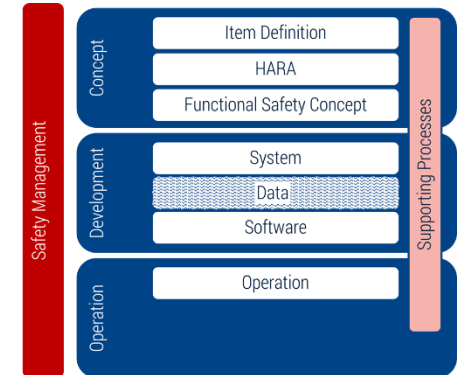 Safety Management
Concept
Item Definition
HARA
Functional Safety Concept
Development
System
Data
Software
Operation
Operation
Supporting Processes